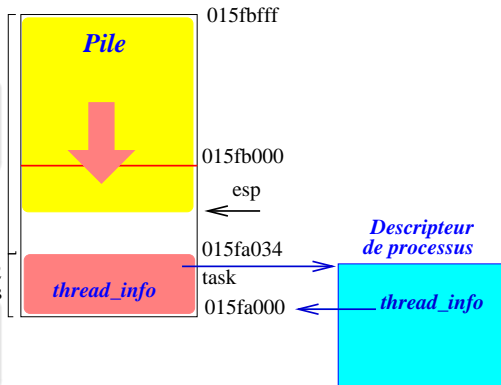 015fbfff
Pile
015fb000
esp
Descripteur
de processus
015fa034
task
thread_info
thread_info
015fa000